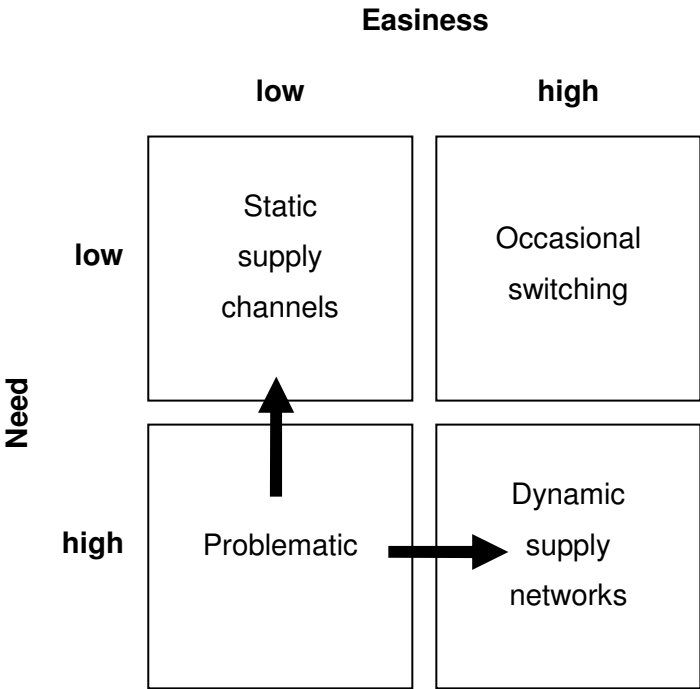 Easiness
low high
Static
supply
channels
Occasional
switching
low
Need
high
Problematic
Dynamic
supply
networks